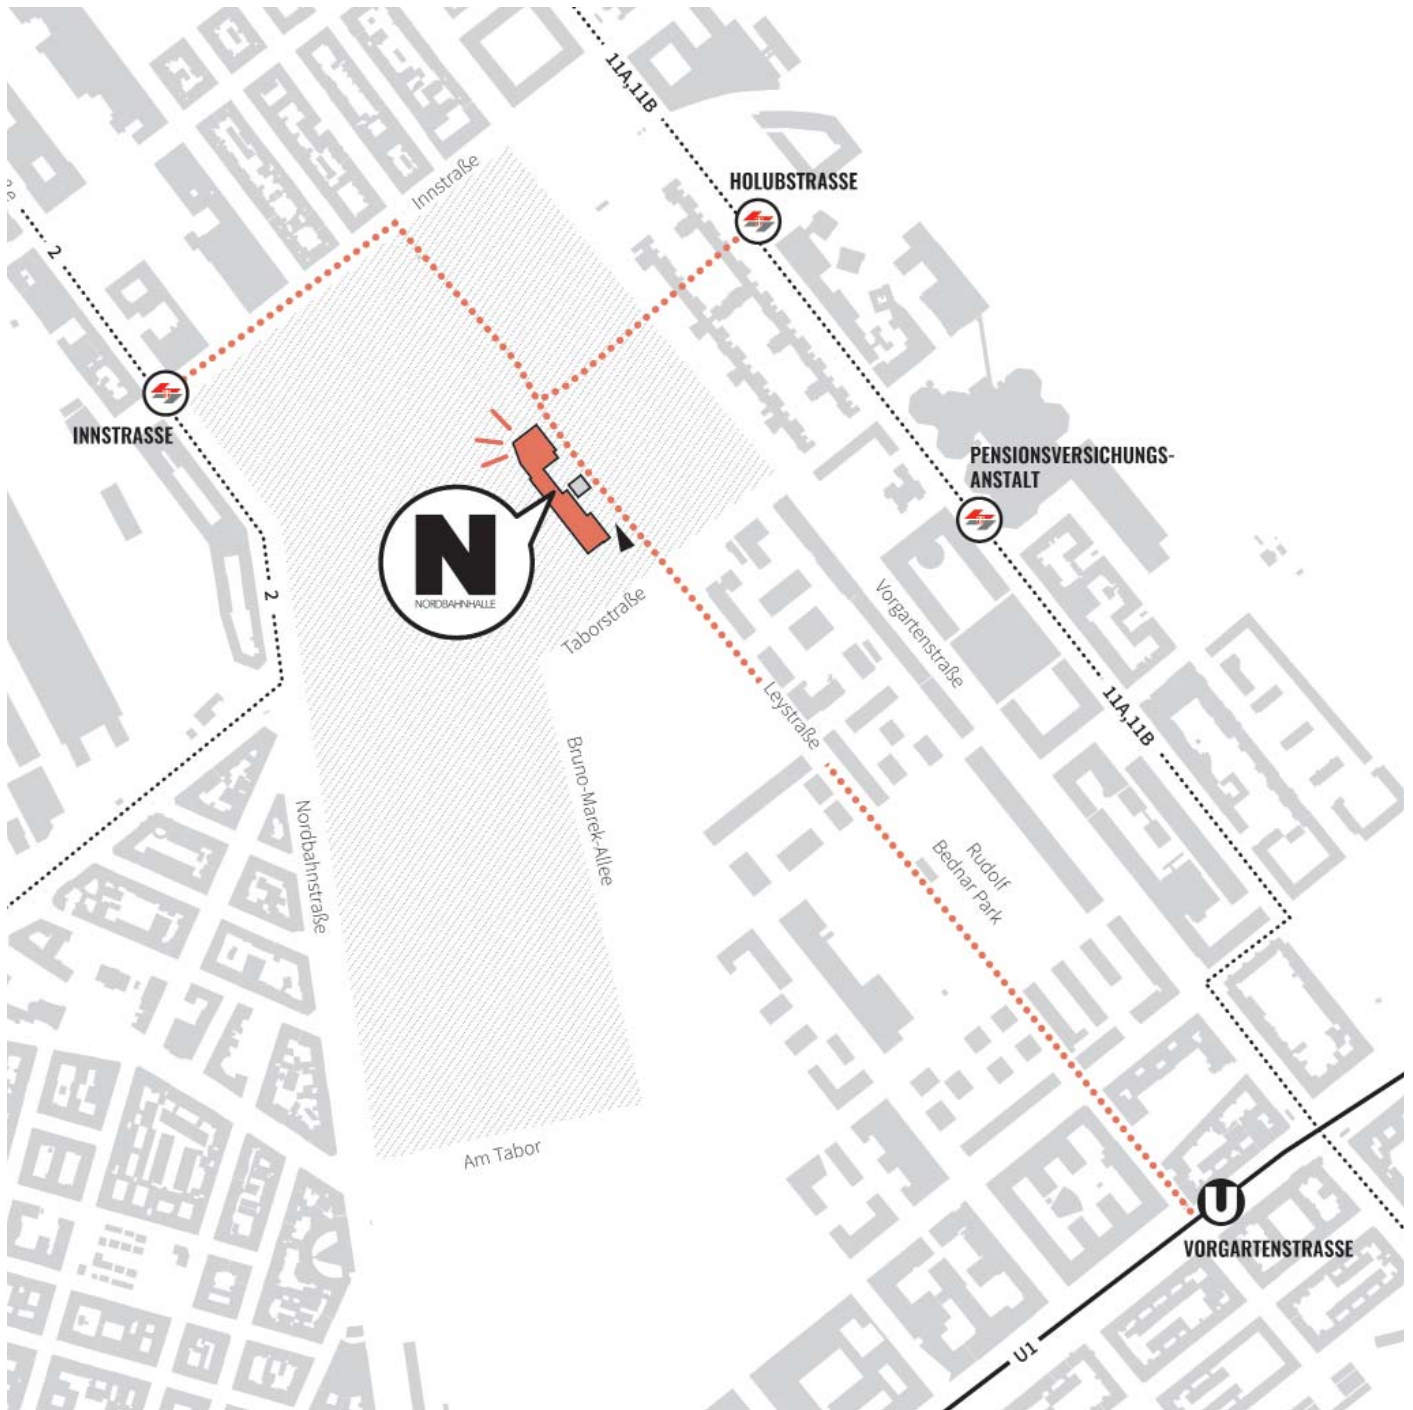 11A,11B
Innstraße
HOLUBSTRASSE
2
INNSTRASSE
PENSIONSVERSICHUNGS-
ANSTALT
N
NORDBAHNHALLE
2
Taborstraße
Vorgartenstraße
Leystraße
11A,11B
Bruno-Marek-Allee
Nordbahnstraße
Rudolf
Bednar Park
Am Tabor
U
VORGARTENSTRASSE
U1